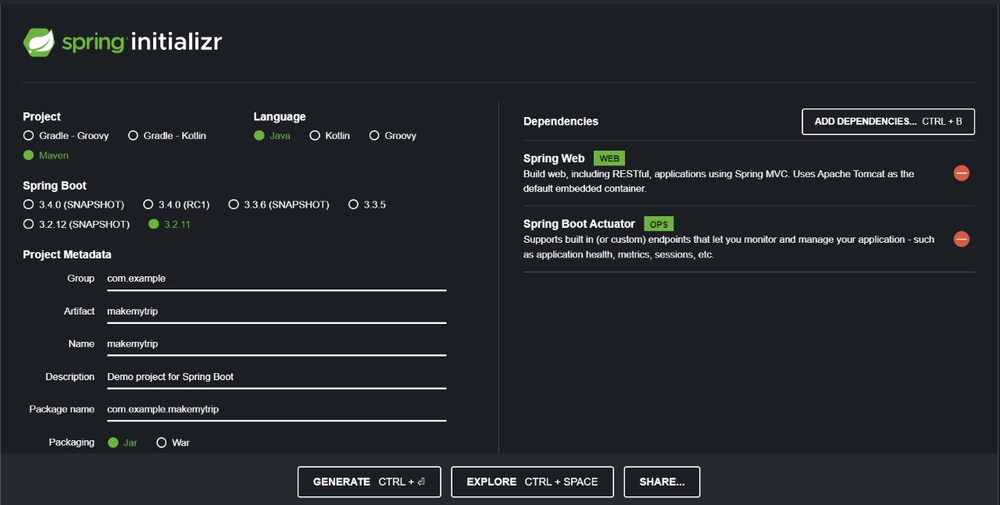 spring initializr
Project
Gradle - Groovy Gradle - Kotlin
Maven
Language
Java Kotlin Groovy
Spring Boot
3.4.0 (SNAPSHOT) 3.4.0 (RC1) 3.3.6 (SNAPSHOT) 3.3.5
3.2.12 (SNAPSHOT) 3.2.11
Project Metadata
Group com.example
Artifact makemytrip
Name makemytrip
Description Demo project for Spring Boot
Package name com.example.makemytrip
Packaging Jar War
Dependencies
ADD DEPENDENCIES... CTRL + B
Spring Web WEB
Build web, including RESTful, applications using Spring MVC. Uses Apache Tomcat as the
default embedded container.
Spring Boot Actuator OPS
Supports built in (or custom) endpoints that let you monitor and manage your application - such
as application health, metrics, sessions, etc.
GENERATE CTRL + ⏎ EXPLORE CTRL + SPACE SHARE...